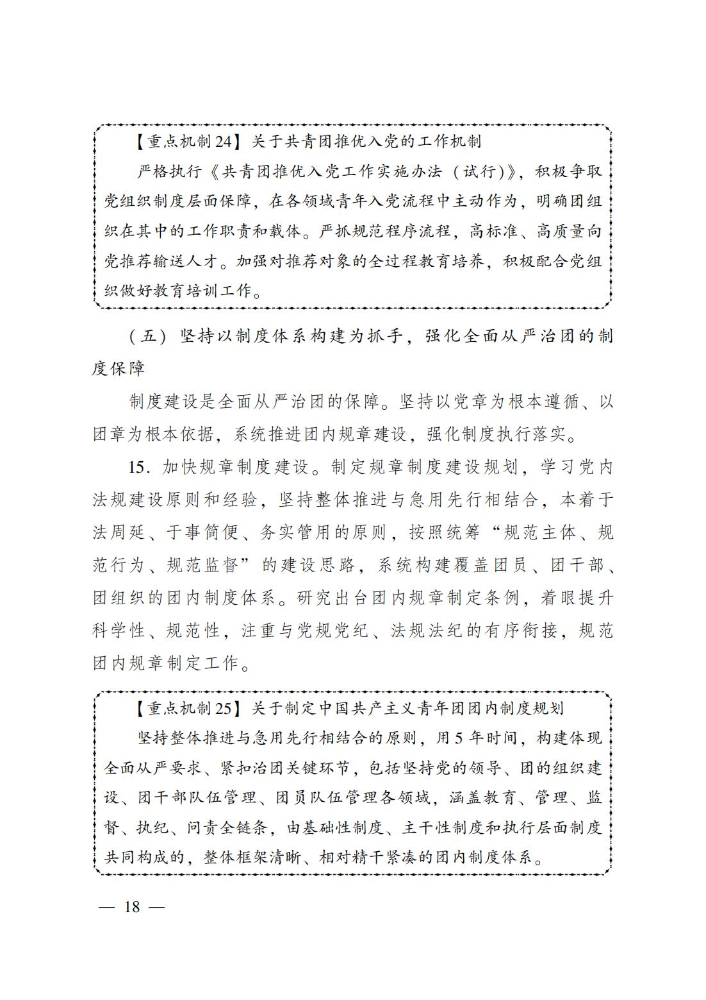 【重点机制 24】关于共青团推优入党的工作机制
严格执行《共青团推优入党工作实施办法（试行）》，积极争取
党组织制度层面保障，在各领域青年入党流程中主动作为，明确团组
织在其中的工作职责和载体。严抓规范程序流程，高标准、高质量向
党推荐输送人才。加强对推荐对象的全过程教育培养，积极配合党组
织做好教育培训工作。
（五）坚持以制度体系构建为抓手，强化全面从严治团的制
度保障
制度建设是全面从严治团的保障。坚持以党章为根本遵循、以
团章为根本依据，系统推进团内规章建设，强化制度执行落实。
15. 加快规章制度建设。制定规章制度建设规划，学习党内
法规建设原则和经验，坚持整体推进与急用先行相结合，本着于
法周延、于事简便、务实管用的原则，按照统筹“规范主体、规
范行为、规范监督”的建设思路，系统构建覆盖团员、团干部、
团组织的团内制度体系。研究出台团内规章制定条例，着眼提升
科学性、规范性，注重与党规党纪、法规法纪的有序衔接，规范
团内规章制定工作。
【重点机制 25】关于制定中国共产主义青年团团内制度规划
坚持整体推进与急用先行相结合的原则，用 5 年时间，构建体现
全面从严要求、紧扣治团关键环节，包括坚持党的领导、团的组织建
设、团干部队伍管理、团员队伍管理各领域，涵盖教育、管理、监
督、执纪、问责全链条，由基础性制度、主干性制度和执行层面制度
共同构成的，整体框架清晰、相对精干紧凑的团内制度体系。
— 18 —